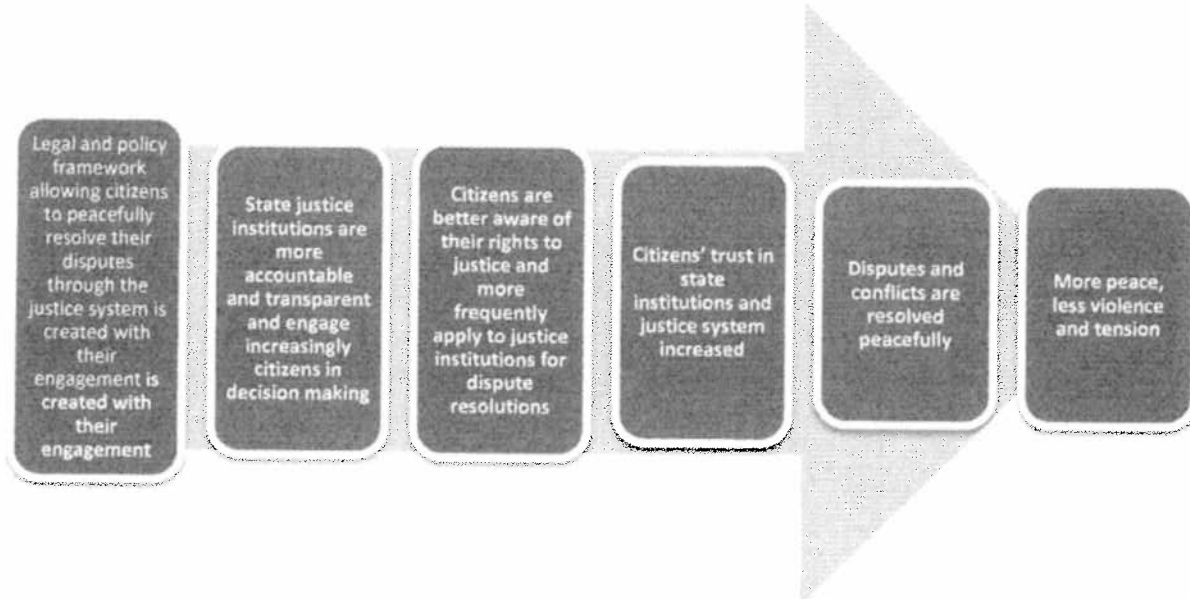 Legal and policy
framework
allowing citizens
to peacefully
resolve their
disputes
through the
justice system is
created with
their
engagement is
created with
their
engagement
State justice
institutions are
more
accountable
and transparent
and engage
increasingly
citizens in
decision making
Citizens are
better aware of
their rights to
justice and
more
frequently
apply to justice
institutions for
dispute
resolutions
Citizens' trust in
state
institutions and
justice system
increased
Disputes and
conflicts are
resolved
peacefully
More peace,
less violence
and tension